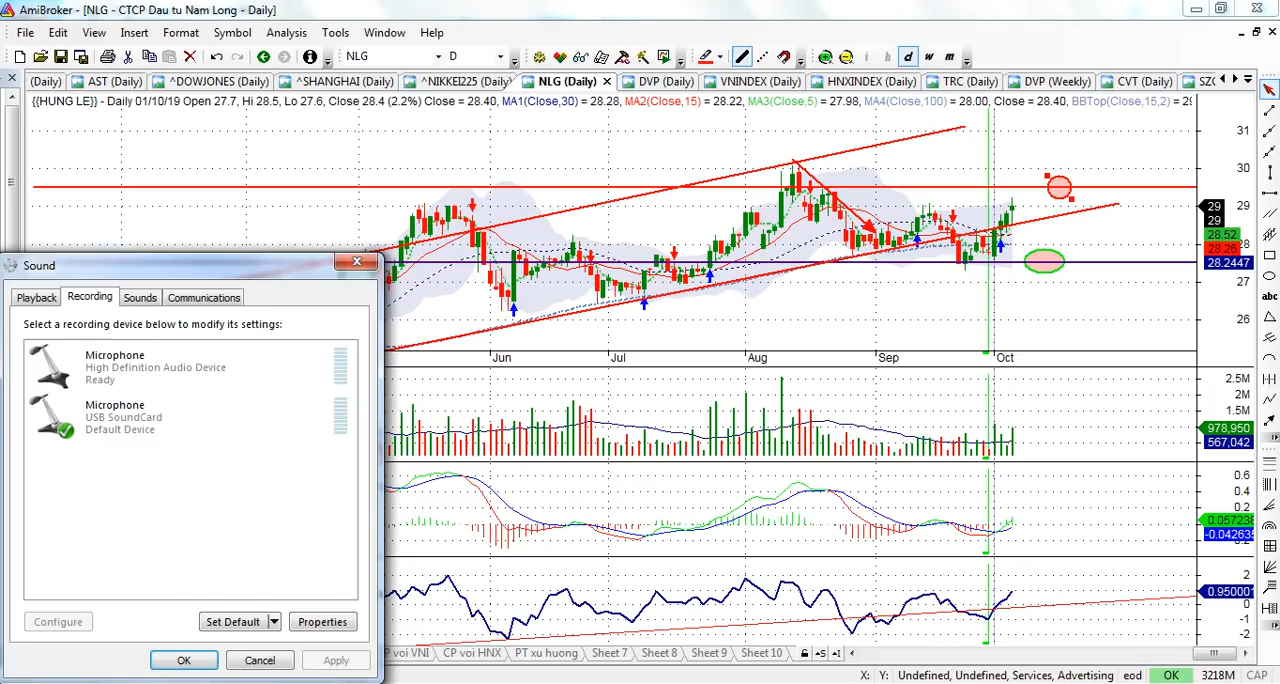 AmiBroker - [NLG - CTCP Dau tu Nam Long - Daily]
File Edit View Insert Format Symbol Analysis Tools Window Help
NLG D i h d w m
(Daily) AST (Daily) ^DOWJONES (Daily) ^SHANGHAI (Daily) ^NIKKEI225 (Daily) NLG (Daily) DVP (Daily) VNINDEX (Daily) HNXINDEX (Daily) TRC (Daily) DVP (Weekly) CVT (Daily) SZC
{{HUNG LE}} - Daily 01/10/19 Open 27.7, Hi 28.5, Lo 27.6, Close 28.4 (2.2%) Close = 28.40, MA1(Close,30) = 28.28, MA2(Close,15) = 28.22, MA3(Close,5) = 27.98, MA4(Close,100) = 28.00, Close = 28.40, BBTop(Close,15,2) = 29
31
30
29
29
29
28.52
28
28.26
28.2447
27
26
Jun Jul Aug Sep Oct
2.5M
2M
1.5M
978,950
567,042
0.6
0.4
0.2
0.057238
-0.042635
2
0.950001
0
-1
-2
abc
Sound
Playback Recording Sounds Communications
Select a recording device below to modify its settings:
Microphone
High Definition Audio Device
Ready
Microphone
USB SoundCard
Default Device
Configure Set Default Properties
OK Cancel Apply
CP voi VNI CP voi HNX PT xu huong Sheet 7 Sheet 8 Sheet 9 Sheet 10
X: Y: Undefined, Undefined, Services, Advertising eod OK 3218M CAP